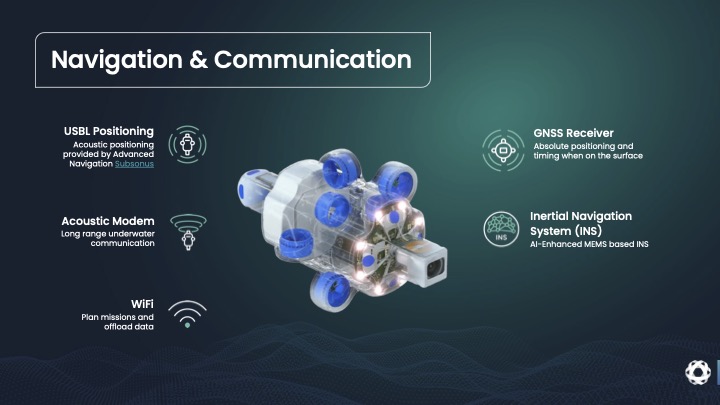 Navigation & Communication
USBL Positioning
Acoustic positioning
provided by Advanced
Navigation Subsonus
Acoustic Modem
Long range underwater
communication
WiFi
Plan missions and
offload data
GNSS Receiver
Absolute positioning and
timing when on the surface
INS
Inertial Navigation
System (INS)
AI-Enhanced MEMS based INS